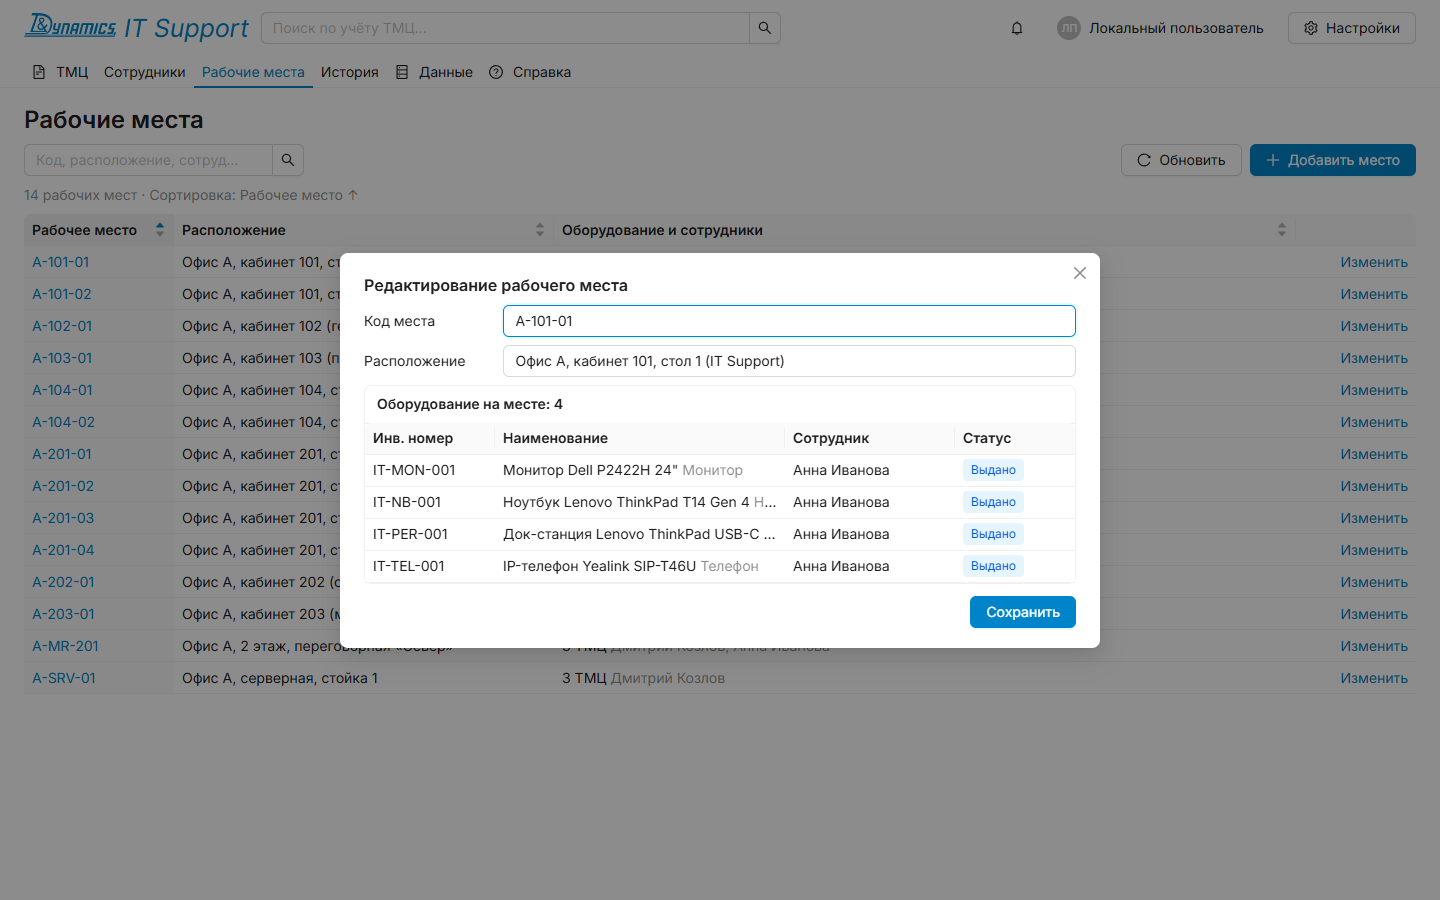 Dynamics IT Support
Поиск по учёту ТМЦ...
ЛП
Локальный пользователь
Настройки
ТМЦ
Сотрудники
Рабочие места
История
Данные
Справка
Рабочие места
Код, расположение, сотруд...
Обновить
Добавить место
14 рабочих мест · Сортировка: Рабочее место ↑
Рабочее место
Расположение
Оборудование и сотрудники
A-101-01 Офис А, кабинет 101, ст Изменить
A-101-02 Офис А, кабинет 101, ст Изменить
A-102-01 Офис А, кабинет 102 (г Изменить
A-103-01 Офис А, кабинет 103 (п Изменить
A-104-01 Офис А, кабинет 104, с Изменить
A-104-02 Офис А, кабинет 104, с Изменить
A-201-01 Офис А, кабинет 201, с Изменить
A-201-02 Офис А, кабинет 201, с Изменить
A-201-03 Офис А, кабинет 201, с Изменить
A-201-04 Офис А, кабинет 201, с Изменить
A-202-01 Офис А, кабинет 202 (с Изменить
A-203-01 Офис А, кабинет 203 (м Изменить
A-MR-201 Офис А, 2 этаж, переговорная «Север» 3 ТМЦ Дмитрий Козлов, Анна Иванова Изменить
A-SRV-01 Офис А, серверная, стойка 1 3 ТМЦ Дмитрий Козлов Изменить
Редактирование рабочего места
Код места A-101-01
Расположение Офис А, кабинет 101, стол 1 (IT Support)
Оборудование на месте: 4
Инв. номер Наименование Сотрудник Статус
IT-MON-001 Монитор Dell P2422H 24" Монитор Анна Иванова Выдано
IT-NB-001 Ноутбук Lenovo ThinkPad T14 Gen 4 Н... Анна Иванова Выдано
IT-PER-001 Док-станция Lenovo ThinkPad USB-C ... Анна Иванова Выдано
IT-TEL-001 IP-телефон Yealink SIP-T46U Телефон Анна Иванова Выдано
Сохранить